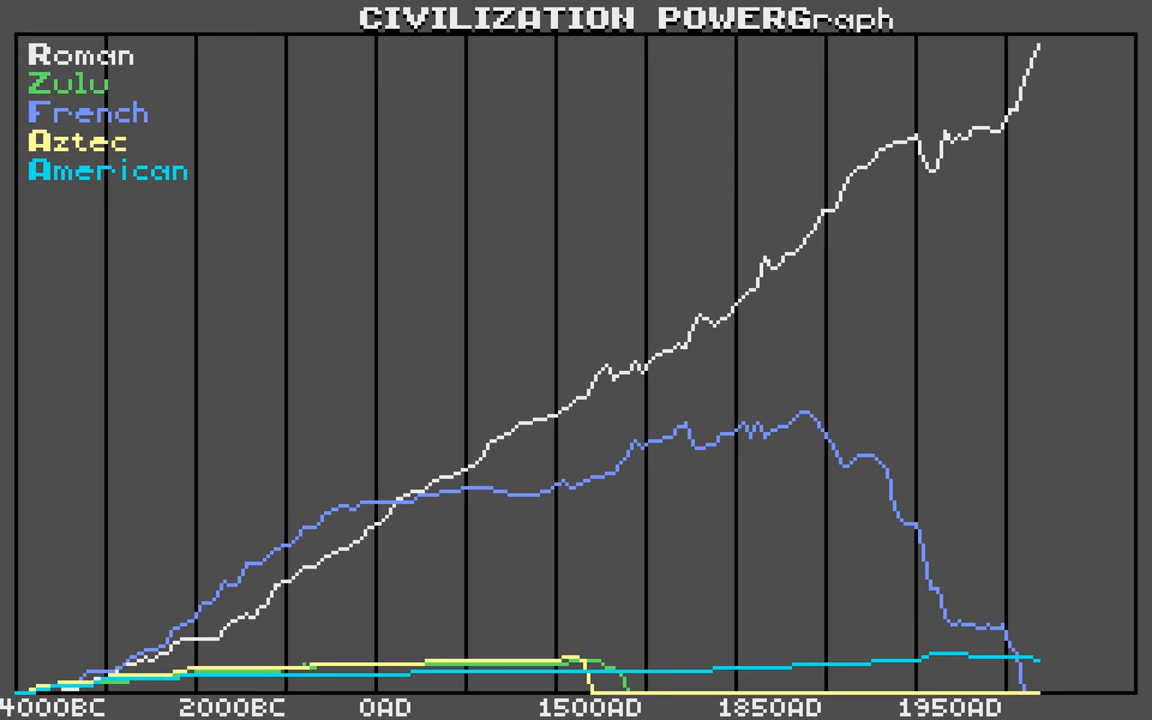 CIVILIZATION POWERGraph
Roman
Zulu
French
Aztec
American
4000BC 2000BC 0AD 1500AD 1850AD 1950AD